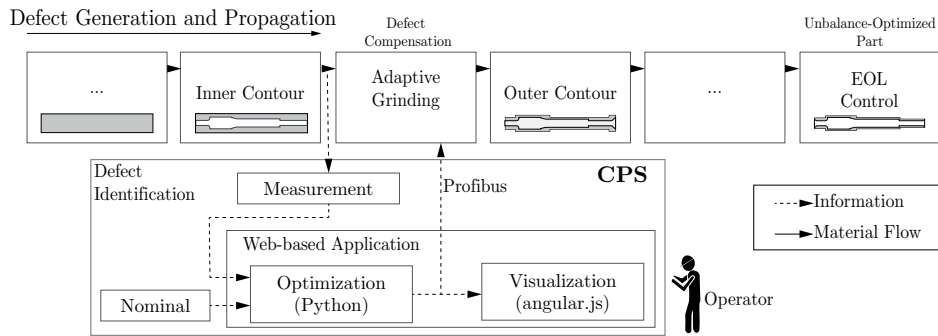 Defect Generation and Propagation
Defect
Compensation
Unbalance-Optimized
Part
...
Inner Contour
Adaptive
Grinding
Outer Contour
...
EOL
Control
Defect
Identification
CPS
Measurement
Profibus
Information
Material Flow
Web-based Application
Optimization
(Python)
Visualization
(angular.js)
Nominal
Operator